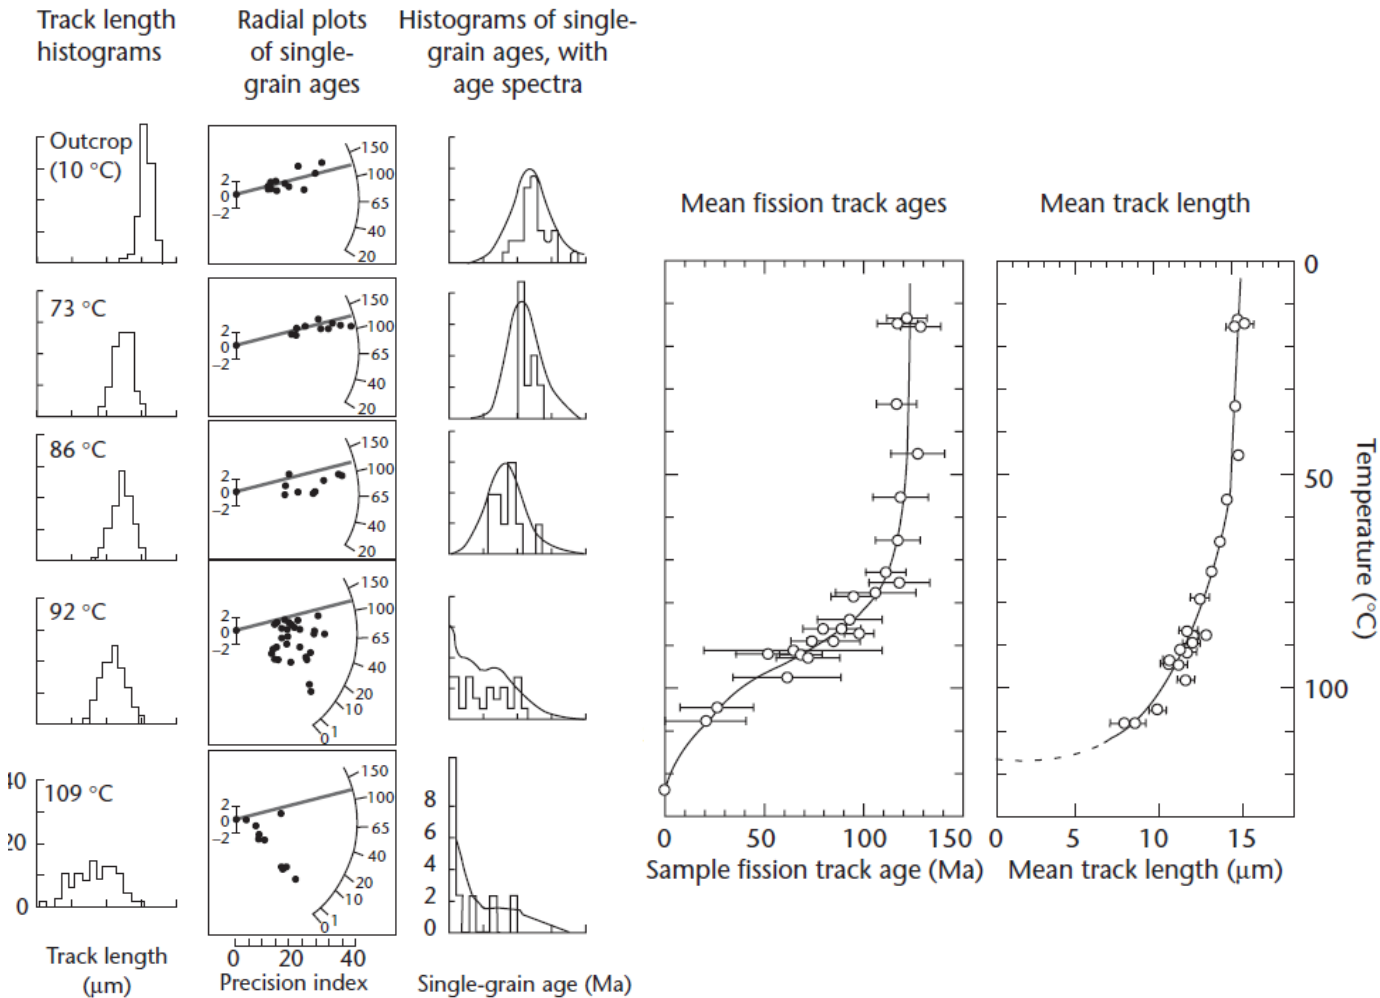 Track length
histograms
Radial plots
of single-
grain ages
Histograms of single-
grain ages, with
age spectra
Outcrop
(10 °C)
2
0
−2
150
100
65
40
20
73 °C
2
0
−2
150
100
65
40
20
86 °C
2
0
−2
150
100
65
40
20
92 °C
2
0
−2
150
100
65
40
20
10
1
0
40
20
0
109 °C
2
0
−2
150
100
65
40
20
10
1
0
8
6
4
2
0
Track length
(μm)
0 20 40
Precision index
Single-grain age (Ma)
Mean fission track ages
0 50 100 150
Sample fission track age (Ma)
Mean track length
0 5 10 15
Mean track length (μm)
0
50
100
Temperature (°C)